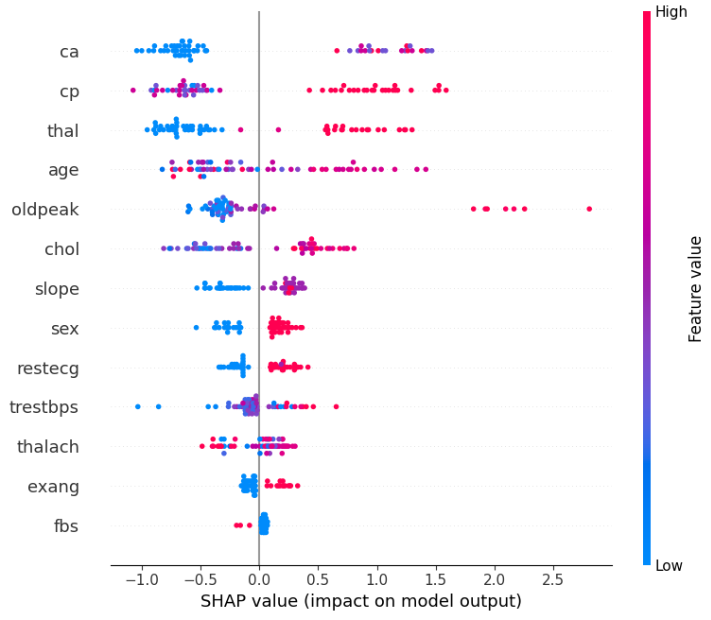 High
ca
cp
thal
age
oldpeak
chol
slope
sex
restecg
trestbps
thalach
exang
fbs
Feature value
Low
−1.0 −0.5 0.0 0.5 1.0 1.5 2.0 2.5
SHAP value (impact on model output)